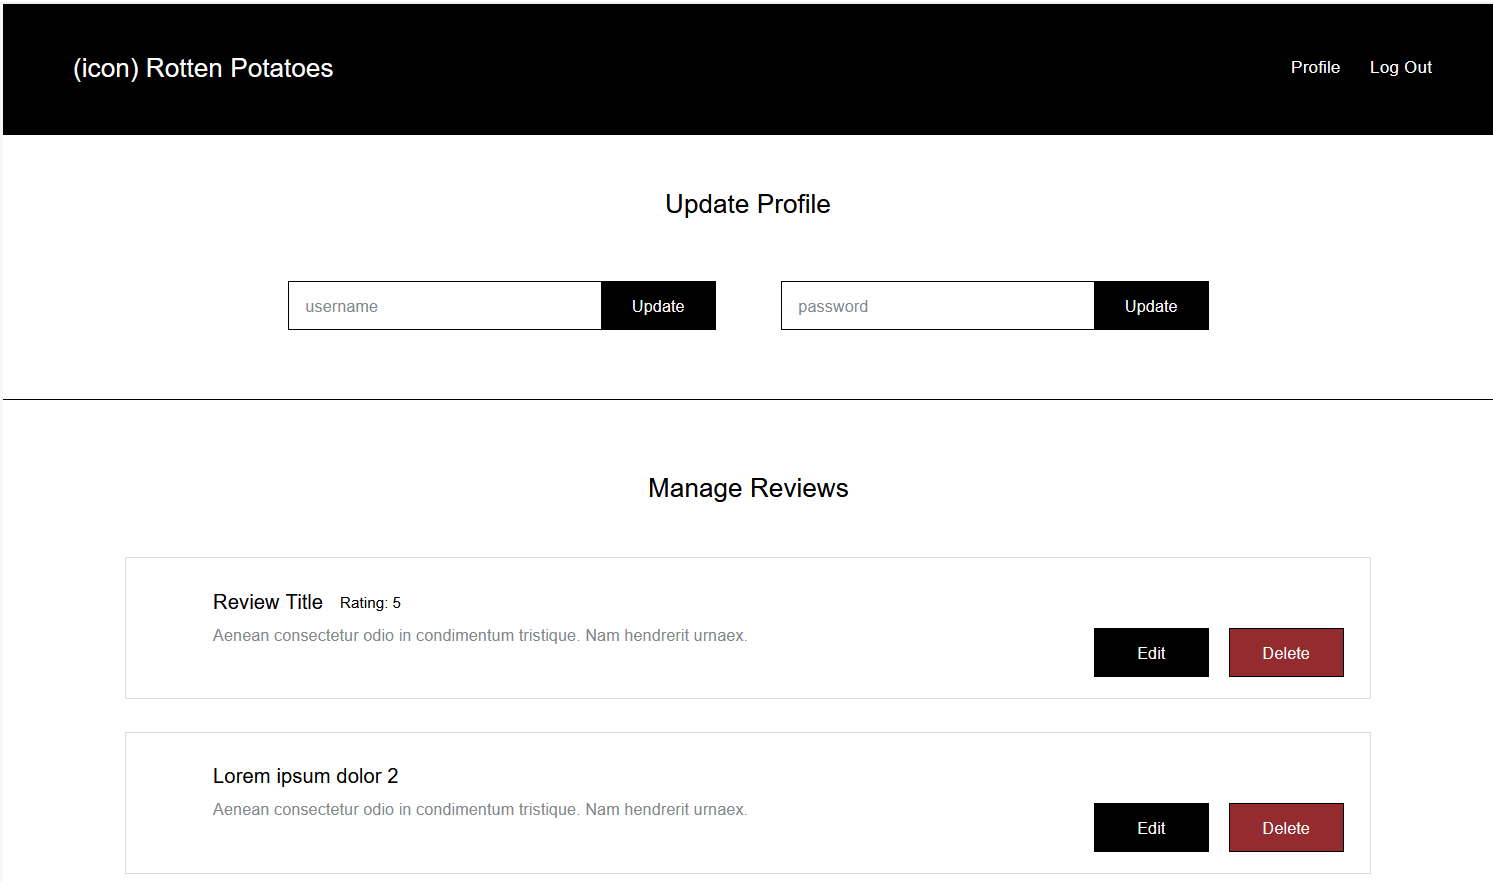 (icon) Rotten Potatoes
Profile
Log Out
Update Profile
username
Update
password
Update
Manage Reviews
Review Title
Rating: 5
Aenean consectetur odio in condimentum tristique. Nam hendrerit urnaex.
Edit
Delete
Lorem ipsum dolor 2
Aenean consectetur odio in condimentum tristique. Nam hendrerit urnaex.
Edit
Delete